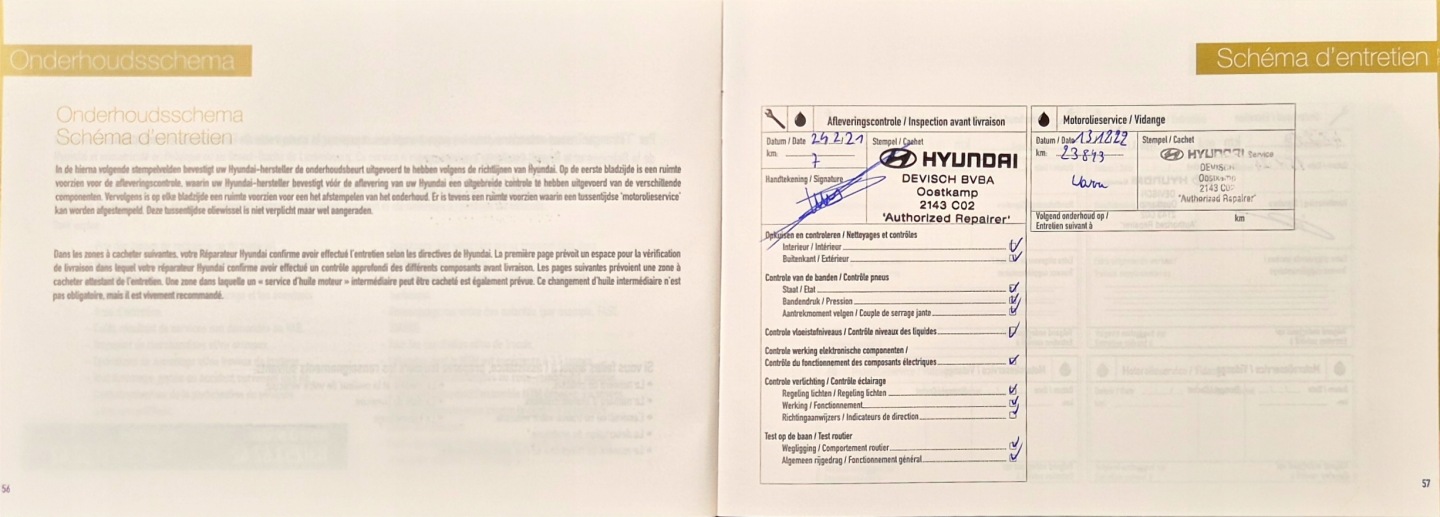 Onderhoudsschema
Onderhoudsschema
Schéma d'entretien
In de hierna volgende stempelvelden bevestigt uw Hyundai-hersteller de onderhoudsbeurt uitgevoerd te hebben volgens de richtlijnen van Hyundai. Op de eerste bladzijde is een ruimte
voorzien voor de afleveringscontrole, waarin uw Hyundai-hersteller bevestigt vóór de aflevering van uw Hyundai een uitgebreide controle te hebben uitgevoerd van de verschillende
componenten. Vervolgens is op elke bladzijde een ruimte voorzien voor een het afstempelen van het onderhoud. Er is tevens een ruimte voorzien waarin een tussentijdse 'motorolieservice'
kan worden afgestempeld. Deze tussentijdse oliewissel is niet verplicht maar wel aangeraden.
Dans les zones à cacheter suivantes, votre Réparateur Hyundai confirme avoir effectué l'entretien selon les directives de Hyundai. La première page prévoit un espace pour la vérification
de livraison dans lequel votre réparateur Hyundai confirme avoir effectué un contrôle approfondi des différents composants avant livraison. Les pages suivantes prévoient une zone à
cacheter attestant de l'entretien. Une zone dans laquelle un « service d'huile moteur » intermédiaire peut être cacheté est également prévue. Ce changement d'huile intermédiaire n'est
pas obligatoire, mais il est vivement recommandé.
56
Schéma d'entretien
Afleveringscontrole / Inspection avant livraison
Datum / Date 24.2.21
Stempel / Cachet
km 7
HYUNDAI
Handtekening / Signature
DEVISCH BVBA
Oostkamp
2143 C02
'Authorized Repairer'
Opkuisen en controleren / Nettoyages et contrôles
Interieur / Intérieur
Buitenkant / Extérieur
Controle van de banden / Contrôle pneus
Staat / Etat
Bandendruk / Pression
Aantrekmoment velgen / Couple de serrage jante
Controle vloeistofniveaus / Contrôle niveaux des liquides
Controle werking elektronische componenten /
Contrôle du fonctionnement des composants électriques
Controle verlichting / Contrôle éclairage
Regeling lichten / Regeling lichten
Werking / Fonctionnement
Richtingaanwijzers / Indicateurs de direction
Test op de baan / Test routier
Wegligging / Comportement routier
Algemeen rijgedrag / Fonctionnement général
Motorolieservice / Vidange
Datum / Date 131222
Stempel / Cachet
km 23843
HYUNDAI Service
DEVISCH
Oostkamp
2143 C02
'Authorized Repairer'
Volgend onderhoud op /
Entretien suivant à
km
57